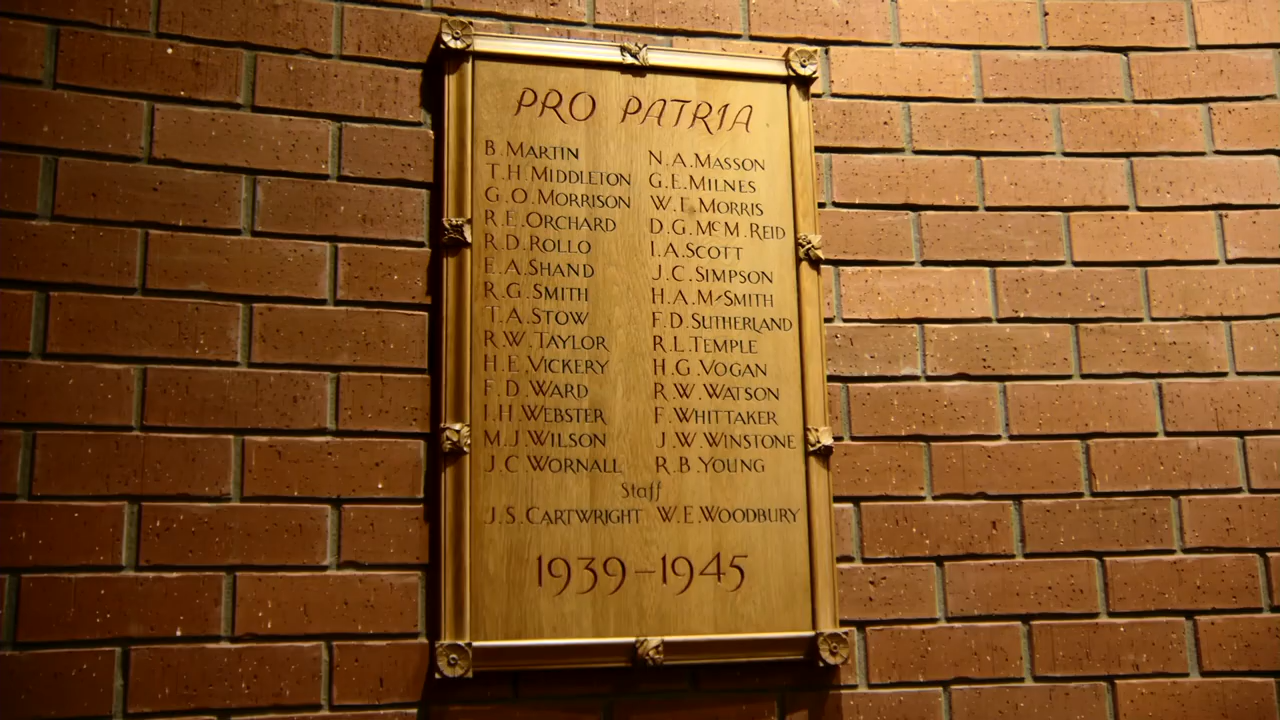 PRO PATRIA
B. MARTIN N. A. MASSON
T. H. MIDDLETON G. E. MILNES
G. O. MORRISON W. E. MORRIS
R. E. ORCHARD D. G. McM. REID
R. D. ROLLO I. A. SCOTT
E. A. SHAND J. C. SIMPSON
R. G. SMITH H. A. M-SMITH
T. A. STOW F. D. SUTHERLAND
R. W. TAYLOR R. L. TEMPLE
H. E. VICKERY H. G. VOGAN
F. D. WARD R. W. WATSON
I. H. WEBSTER F. WHITTAKER
M. J. WILSON J. W. WINSTONE
J. C. WORNALL R. B. YOUNG
Staff
J. S. CARTWRIGHT W. E. WOODBURY
1939-1945